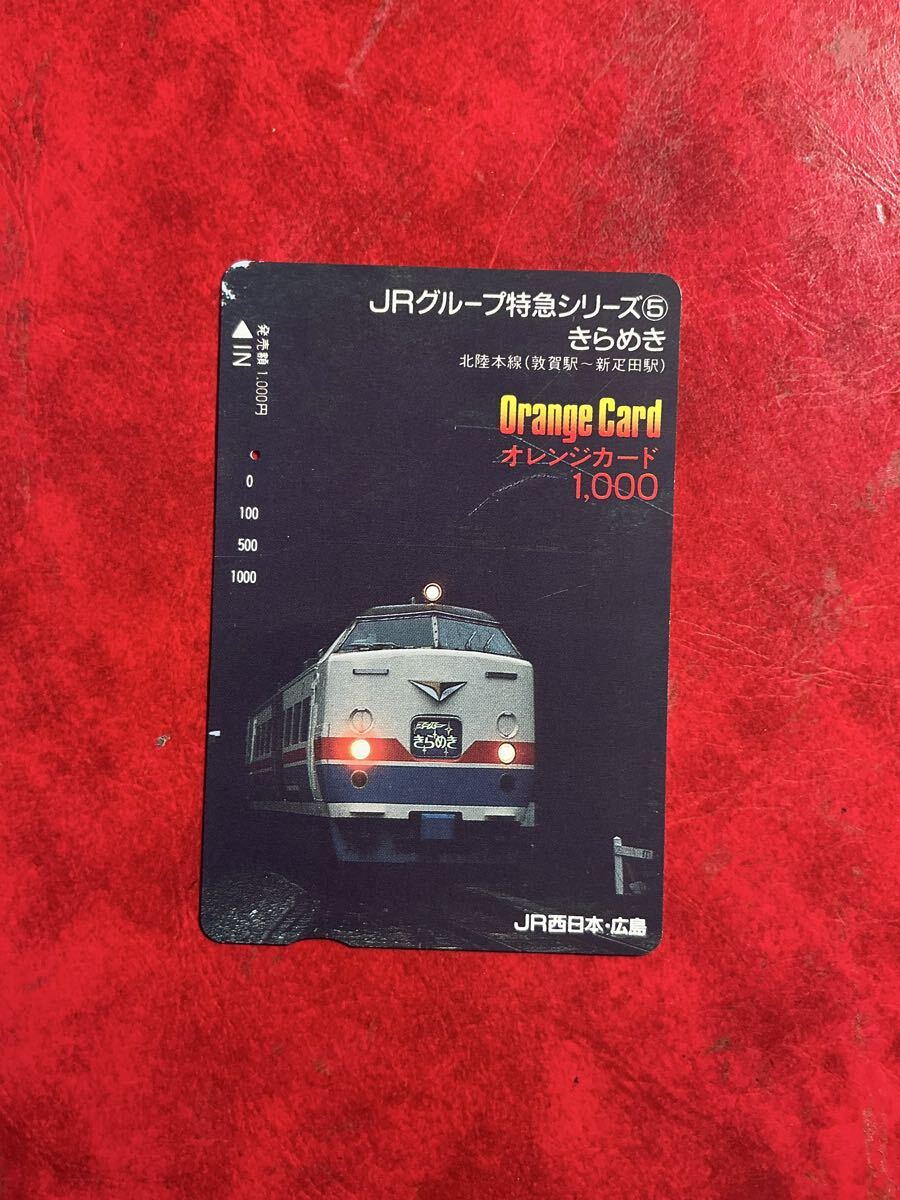 JRグループ特急シリーズ⑤
きらめき
北陸本線(敦賀駅～新疋田駅)
Orange Card
オレンジカード
1,000
発売額 1,000円
◀IN
0
100
500
1000
きらめき
JR西日本・広島